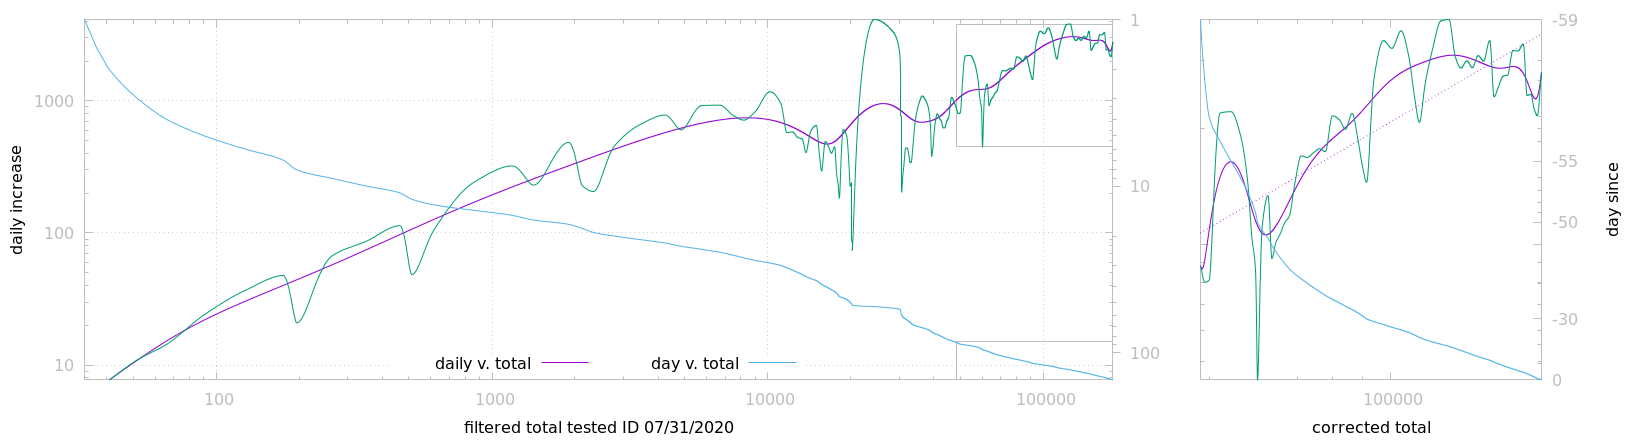 daily increase
1000
100
10
daily v. total
day v. total
100
1000
10000
100000
filtered total tested ID 07/31/2020
1
10
100
100000
corrected total
-59
-55
-50
-30
0
day since